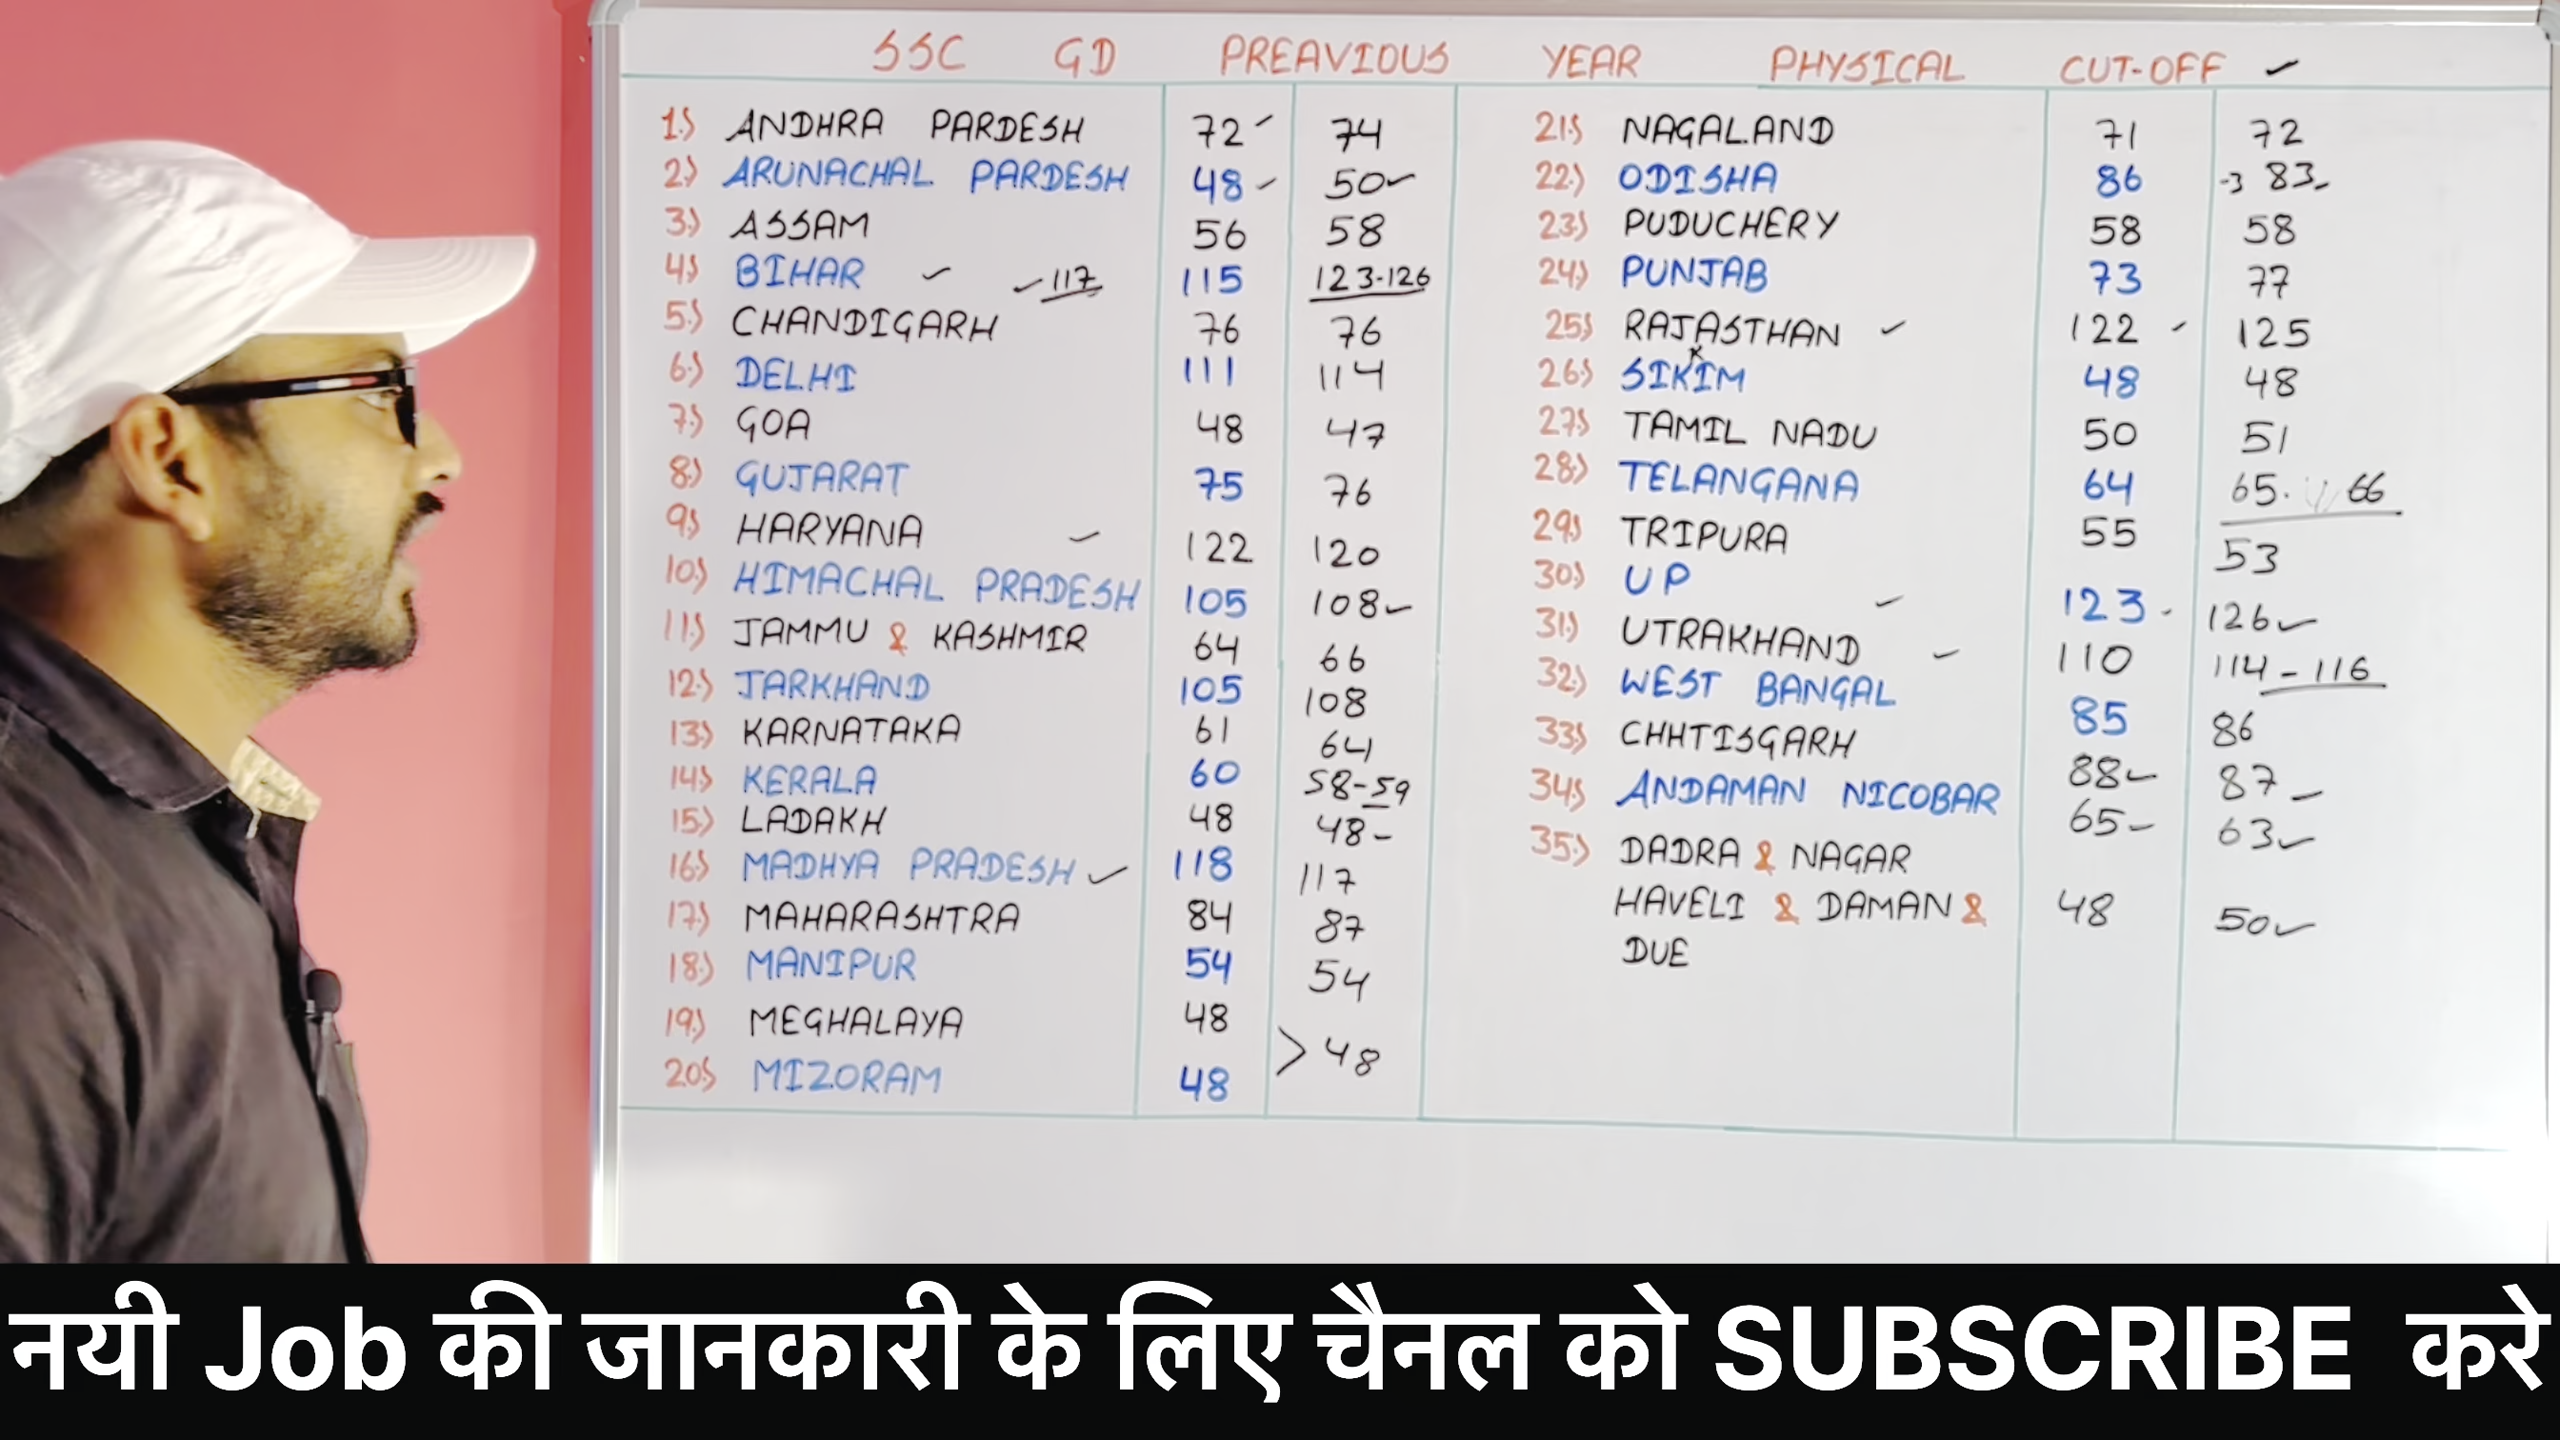 SSC GD PREAVIOUS YEAR PHYSICAL CUT-OFF
1) ANDHRA PARDESH 72 74
2) ARUNACHAL PARDESH 48 50
3) ASSAM 56 58
4) BIHAR 117 115 123-126
5) CHANDIGARH 76 76
6) DELHI 111 114
7) GOA 48 47
8) GUJARAT 75 76
9) HARYANA 122 120
10) HIMACHAL PRADESH 105 108
11) JAMMU & KASHMIR 64 66
12) JARKHAND 105 108
13) KARNATAKA 61 64
14) KERALA 60 58-59
15) LADAKH 48 48-
16) MADHYA PRADESH 118 117
17) MAHARASHTRA 84 87
18) MANIPUR 54 54
19) MEGHALAYA 48
> 48
20) MIZORAM 48
21) NAGALAND 71 72
22) ODISHA 86 -3 83
23) PUDUCHERY 58 58
24) PUNJAB 73 77
25) RAJASTHAN 122 125
K
26) SIKIM 48 48
27) TAMIL NADU 50 51
28) TELANGANA 64 65. 66
29) TRIPURA 55 53
30) UP 123 126
31) UTRAKHAND 110 114-116
32) WEST BANGAL 85 86
33) CHHTISGARH 88 87
34) ANDAMAN NICOBAR 65 63
35) DADRA & NAGAR
HAVELI & DAMAN & 48 50
DUE
नयी Job की जानकारी के लिए चैनल को SUBSCRIBE करे